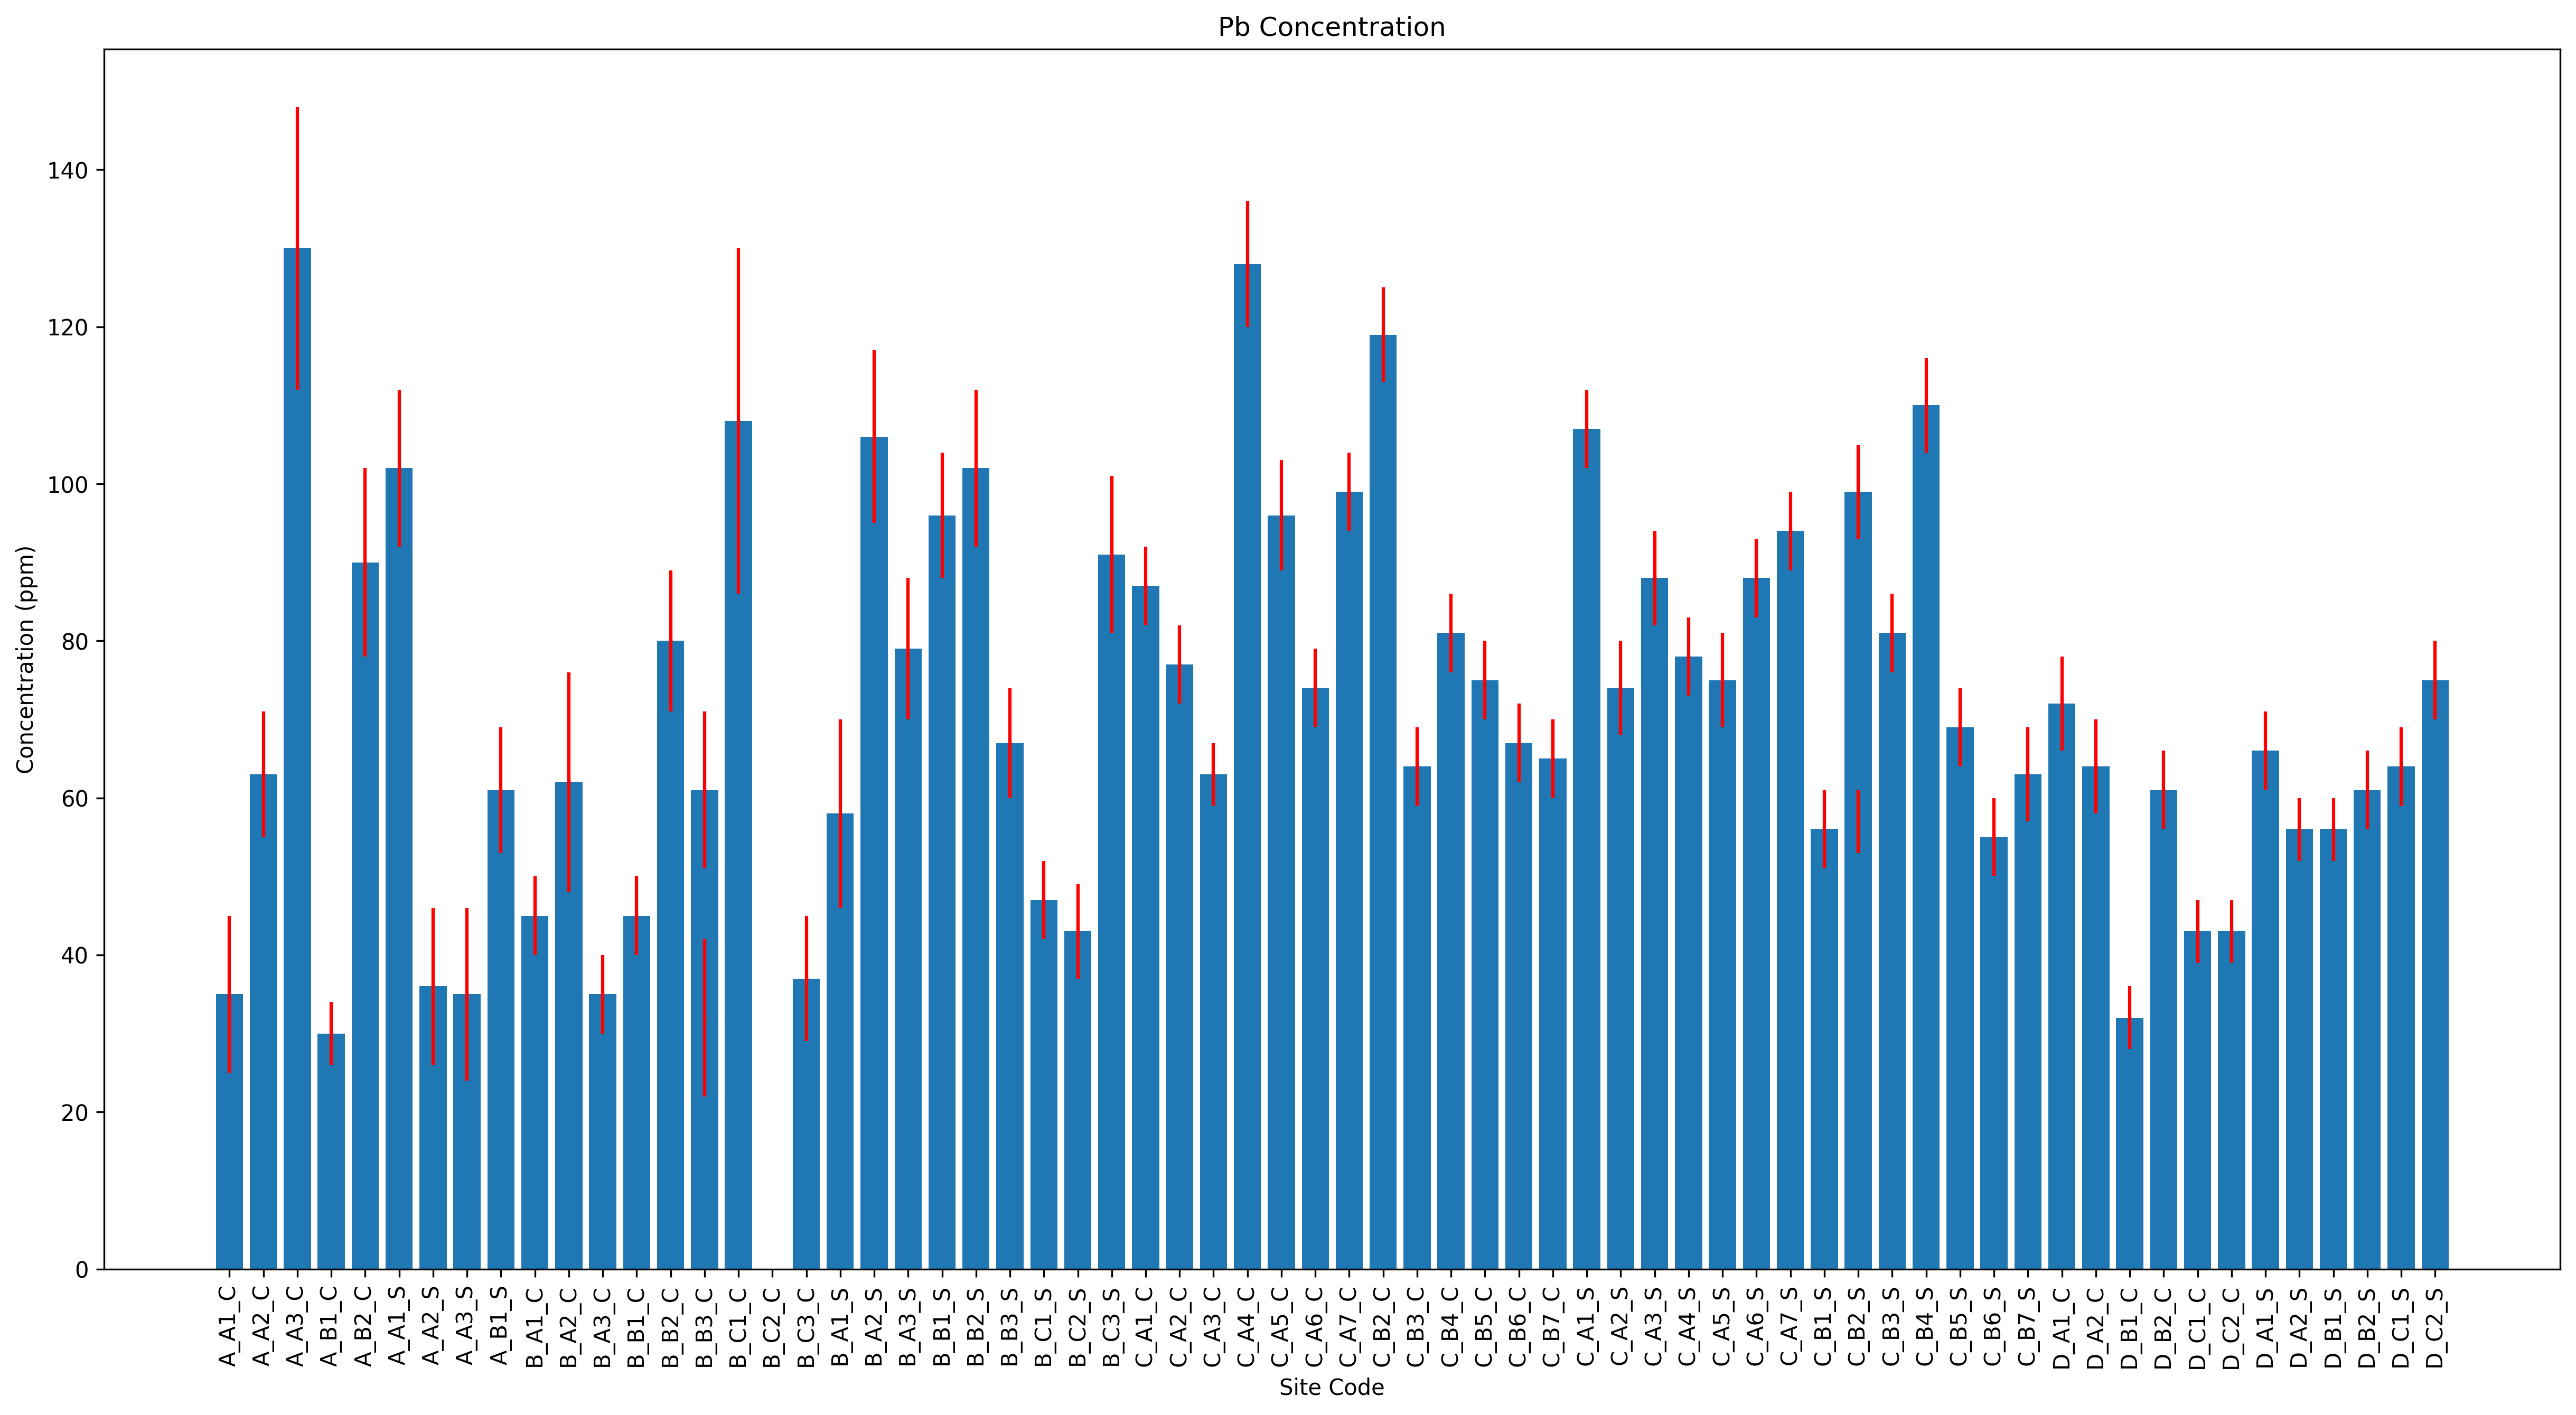 Pb Concentration
Concentration (ppm)
140
120
100
80
60
40
20
0
A_A1_C
A_A2_C
A_A3_C
A_B1_C
A_B2_C
A_A1_S
A_A2_S
A_A3_S
A_B1_S
B_A1_C
B_A2_C
B_A3_C
B_B1_C
B_B2_C
B_B3_C
B_C1_C
B_C2_C
B_C3_C
B_A1_S
B_A2_S
B_A3_S
B_B1_S
B_B2_S
B_B3_S
B_C1_S
B_C2_S
B_C3_S
C_A1_C
C_A2_C
C_A3_C
C_A4_C
C_A5_C
C_A6_C
C_A7_C
C_B2_C
C_B3_C
C_B4_C
C_B5_C
C_B6_C
C_B7_C
C_A1_S
C_A2_S
C_A3_S
C_A4_S
C_A5_S
C_A6_S
C_A7_S
C_B1_S
C_B2_S
C_B3_S
C_B4_S
C_B5_S
C_B6_S
C_B7_S
D_A1_C
D_A2_C
D_B1_C
D_B2_C
D_C1_C
D_C2_C
D_A1_S
D_A2_S
D_B1_S
D_B2_S
D_C1_S
D_C2_S
Site Code